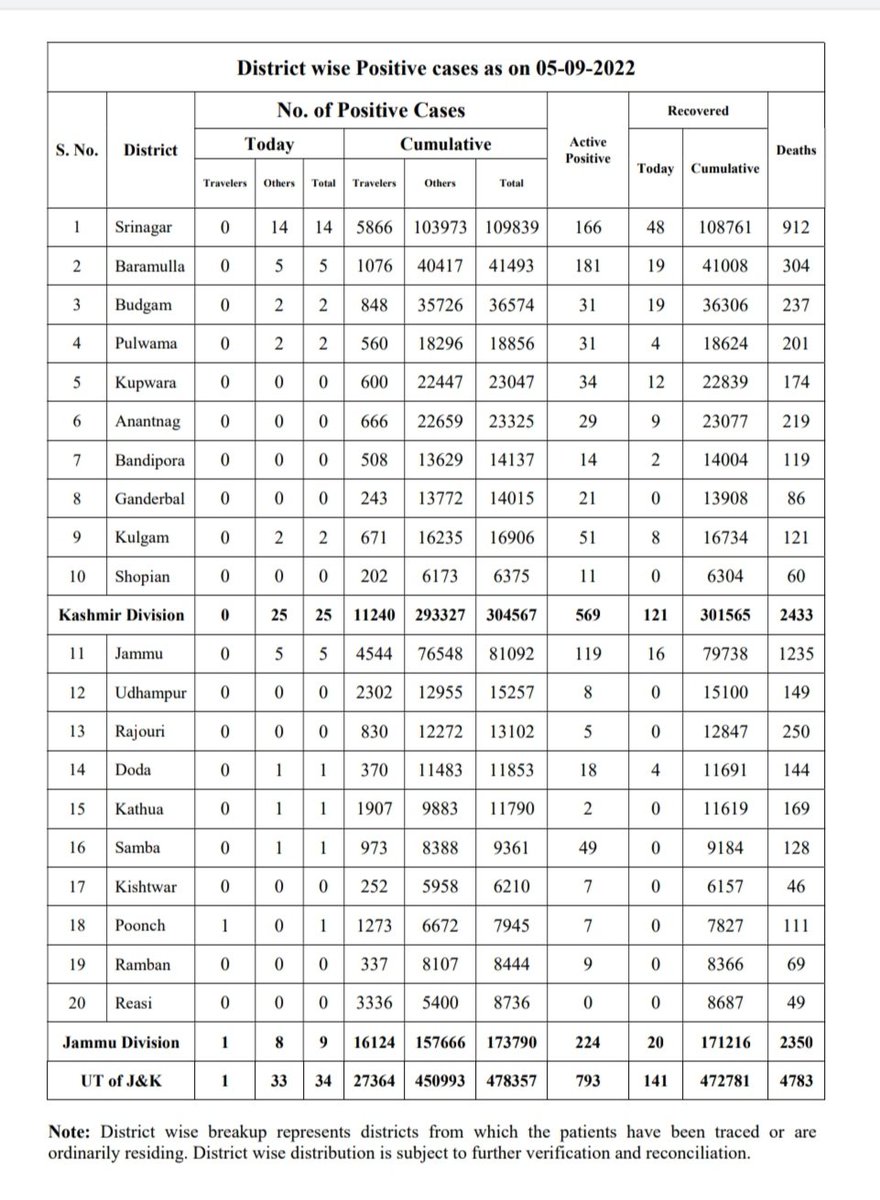 District wise Positive cases as on 05-09-2022
No. of Positive Cases
Recovered
S. No. District Today Cumulative Active Positive Today Cumulative Deaths
Travelers Others Total Travelers Others Total
1 Srinagar 0 14 14 5866 103973 109839 166 48 108761 912
2 Baramulla 0 5 5 1076 40417 41493 181 19 41008 304
3 Budgam 0 2 2 848 35726 36574 31 19 36306 237
4 Pulwama 0 2 2 560 18296 18856 31 4 18624 201
5 Kupwara 0 0 0 600 22447 23047 34 12 22839 174
6 Anantnag 0 0 0 666 22659 23325 29 9 23077 219
7 Bandipora 0 0 0 508 13629 14137 14 2 14004 119
8 Ganderbal 0 0 0 243 13772 14015 21 0 13908 86
9 Kulgam 0 2 2 671 16235 16906 51 8 16734 121
10 Shopian 0 0 0 202 6173 6375 11 0 6304 60
Kashmir Division 0 25 25 11240 293327 304567 569 121 301565 2433
11 Jammu 0 5 5 4544 76548 81092 119 16 79738 1235
12 Udhampur 0 0 0 2302 12955 15257 8 0 15100 149
13 Rajouri 0 0 0 830 12272 13102 5 0 12847 250
14 Doda 0 1 1 370 11483 11853 18 4 11691 144
15 Kathua 0 1 1 1907 9883 11790 2 0 11619 169
16 Samba 0 1 1 973 8388 9361 49 0 9184 128
17 Kishtwar 0 0 0 252 5958 6210 7 0 6157 46
18 Poonch 1 0 1 1273 6672 7945 7 0 7827 111
19 Ramban 0 0 0 337 8107 8444 9 0 8366 69
20 Reasi 0 0 0 3336 5400 8736 0 0 8687 49
Jammu Division 1 8 9 16124 157666 173790 224 20 171216 2350
UT of J&K 1 33 34 27364 450993 478357 793 141 472781 4783
Note: District wise breakup represents districts from which the patients have been traced or are
ordinarily residing. District wise distribution is subject to further verification and reconciliation.